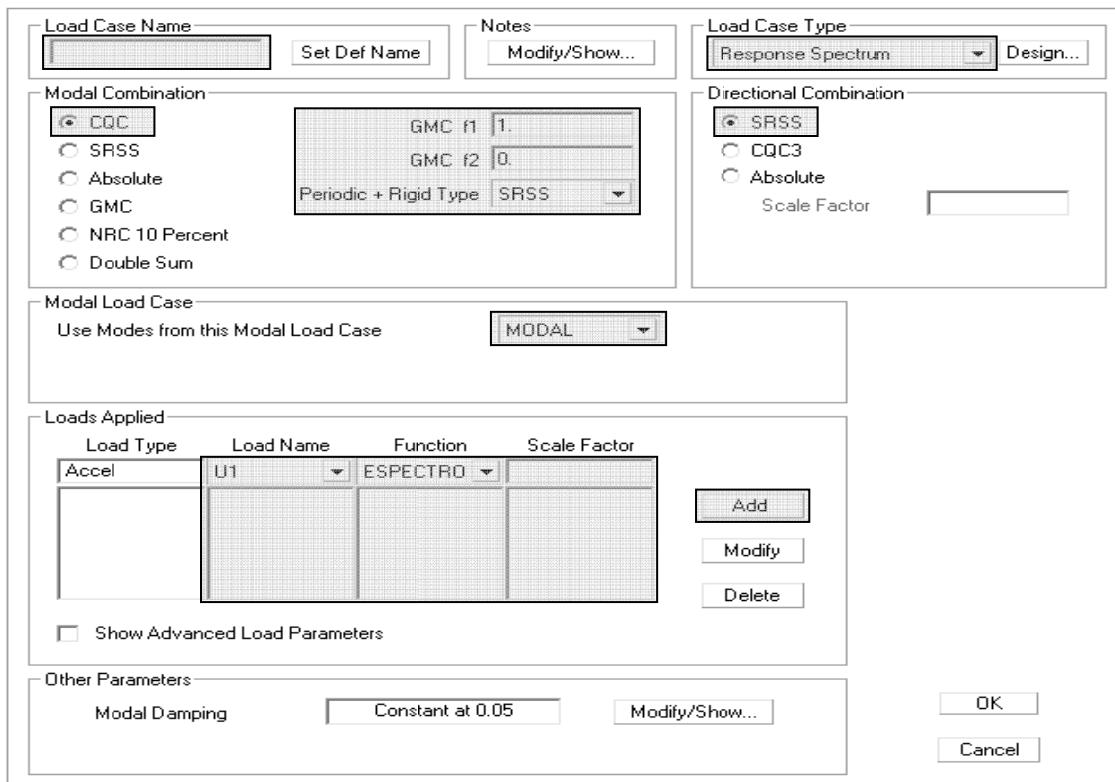 Load Case Name
Set Def Name
Notes
Modify/Show...
Load Case Type
Response Spectrum
Design...
Modal Combination
CQC
SRSS
Absolute
GMC
NRC 10 Percent
Double Sum
GMC f1 1.
GMC f2 0.
Periodic + Rigid Type SRSS
Directional Combination
SRSS
CQC3
Absolute
Scale Factor
Modal Load Case
Use Modes from this Modal Load Case MODAL
Loads Applied
Load Type Load Name Function Scale Factor
Accel U1 ESPECTRO
Add
Modify
Delete
Show Advanced Load Parameters
Other Parameters
Modal Damping Constant at 0.05 Modify/Show...
OK
Cancel